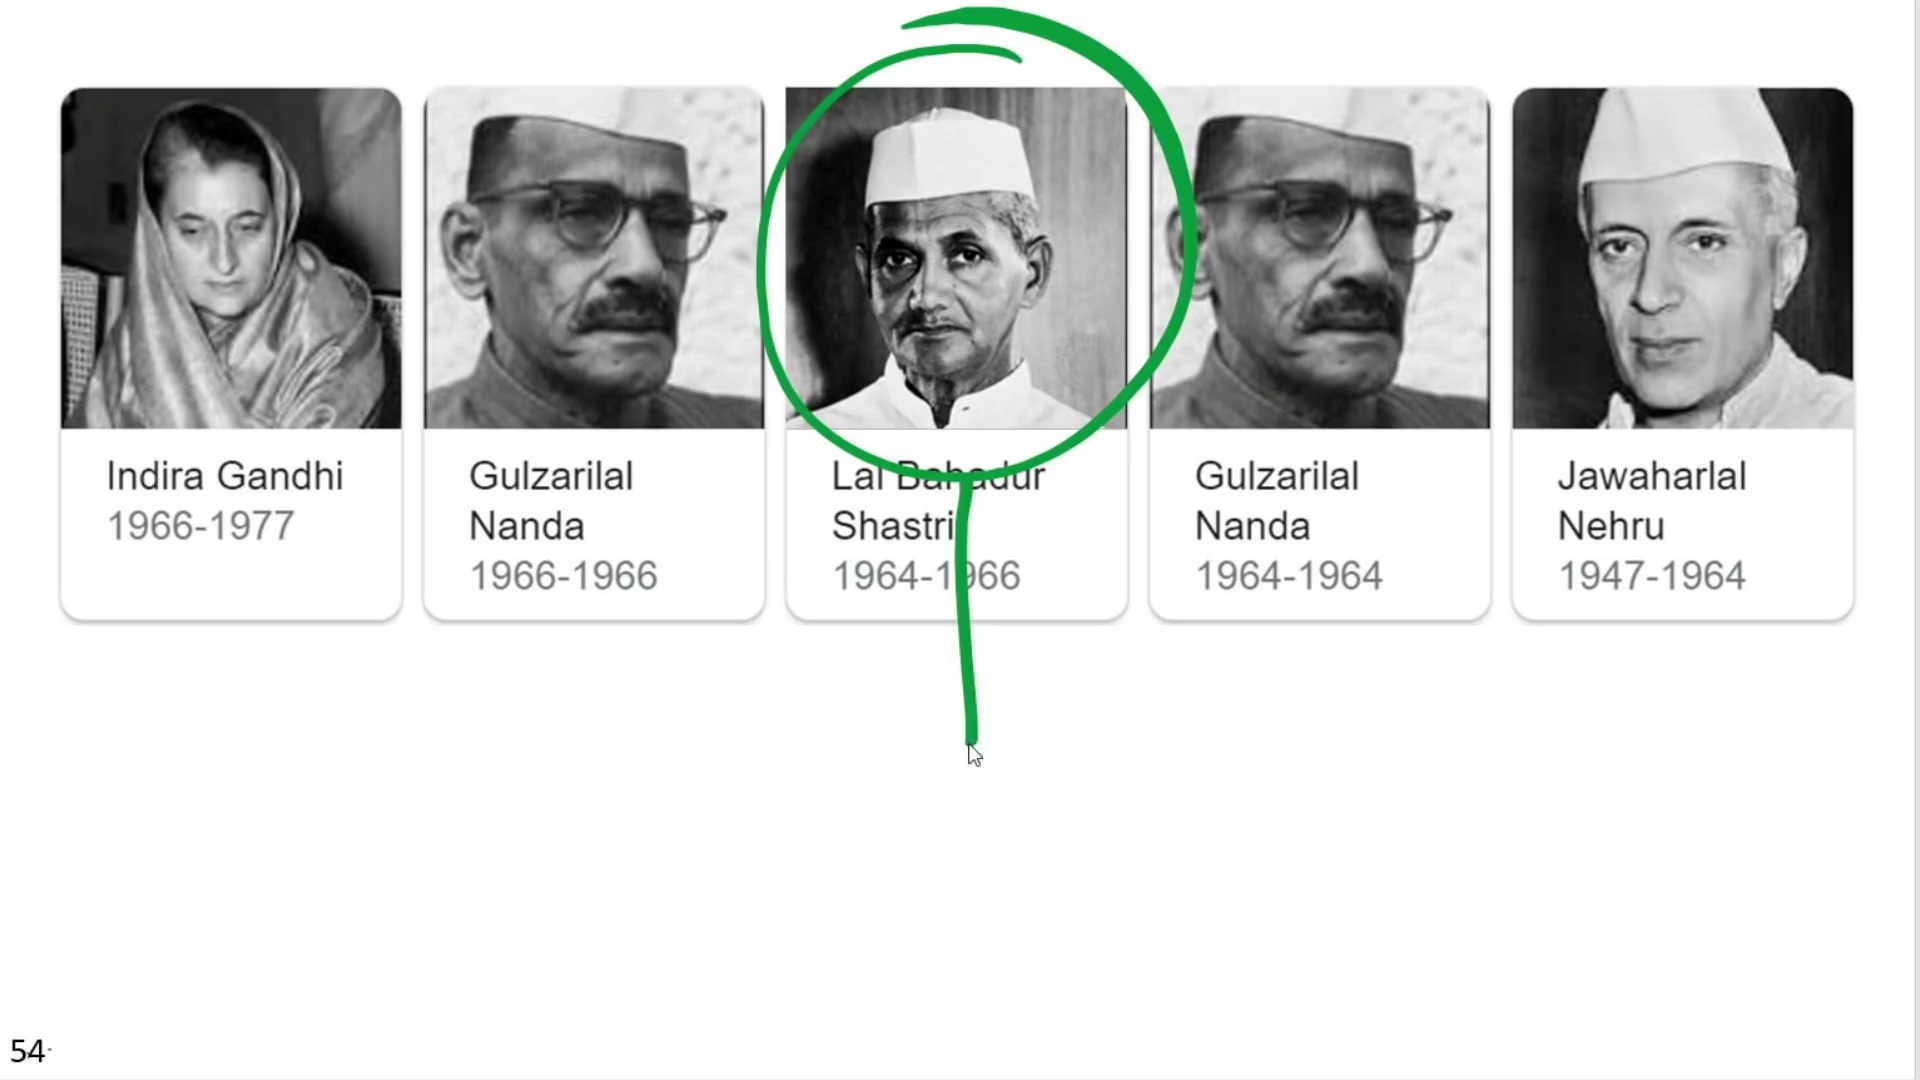 Indira Gandhi
1966-1977
Gulzarilal
Nanda
1966-1966
Lal Bahadur
Shastri
1964-1966
Gulzarilal
Nanda
1964-1964
Jawaharlal
Nehru
1947-1964
54